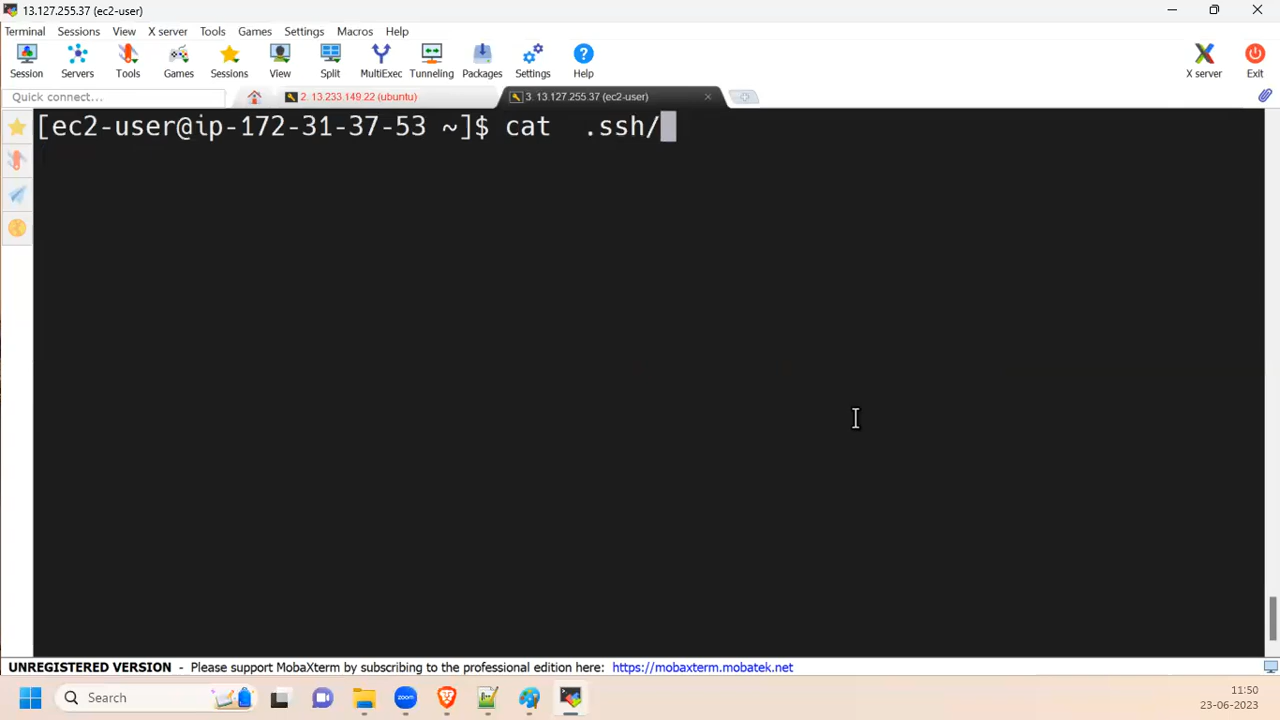 13.127.255.37 (ec2-user)
Terminal Sessions View X server Tools Games Settings Macros Help
Session Servers Tools Games Sessions View Split MultiExec Tunneling Packages Settings Help X server Exit
Quick connect... 2. 13.233.149.22 (ubuntu) 3. 13.127.255.37 (ec2-user)
[ec2-user@ip-172-31-37-53 ~]$ cat  .ssh/
UNREGISTERED VERSION - Please support MobaXterm by subscribing to the professional edition here: https://mobaxterm.mobatek.net
Search zoom 11:50
23-06-2023